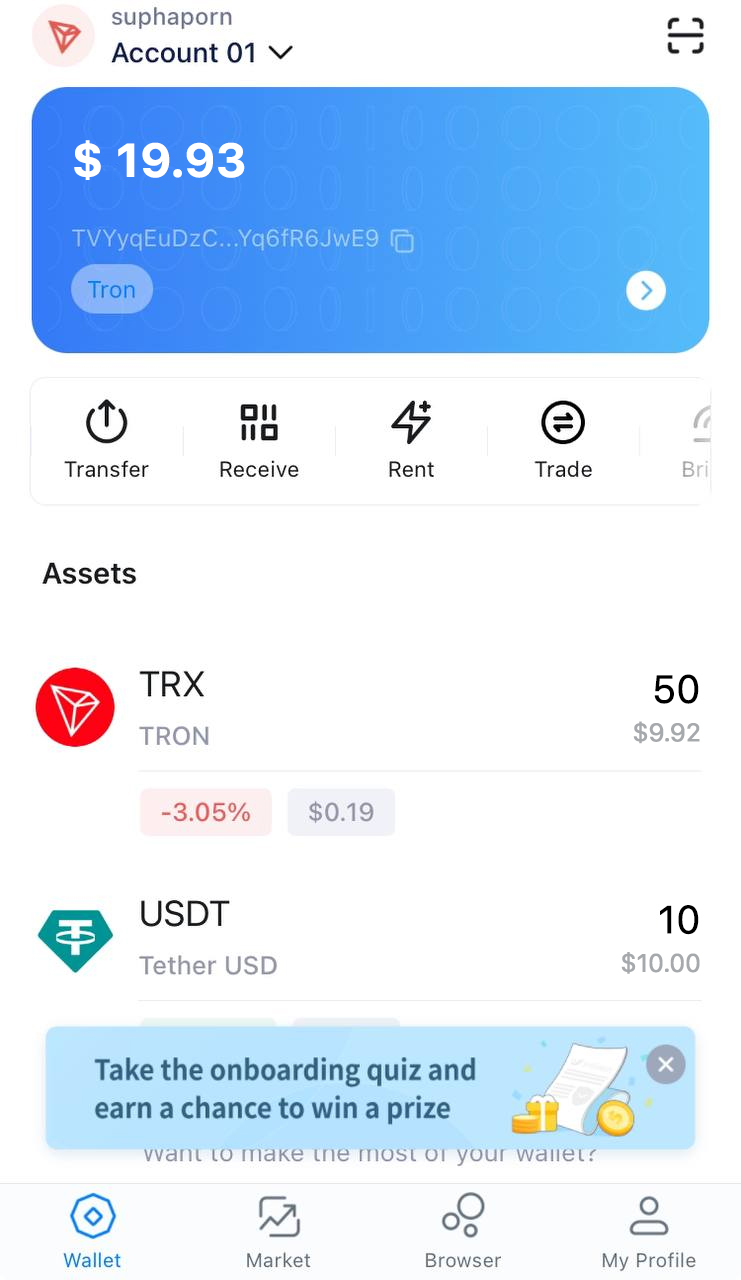 suphaporn
Account 01
$ 19.93
TVYyqEuDzC...Yq6fR6JwE9
Tron
Transfer
Receive
Rent
Trade
Bri
Assets
TRX
50
TRON
$9.92
-3.05%
$0.19
USDT
10
Tether USD
$10.00
Take the onboarding quiz and
earn a chance to win a prize
Want to make the most of your wallet?
Wallet
Market
Browser
My Profile